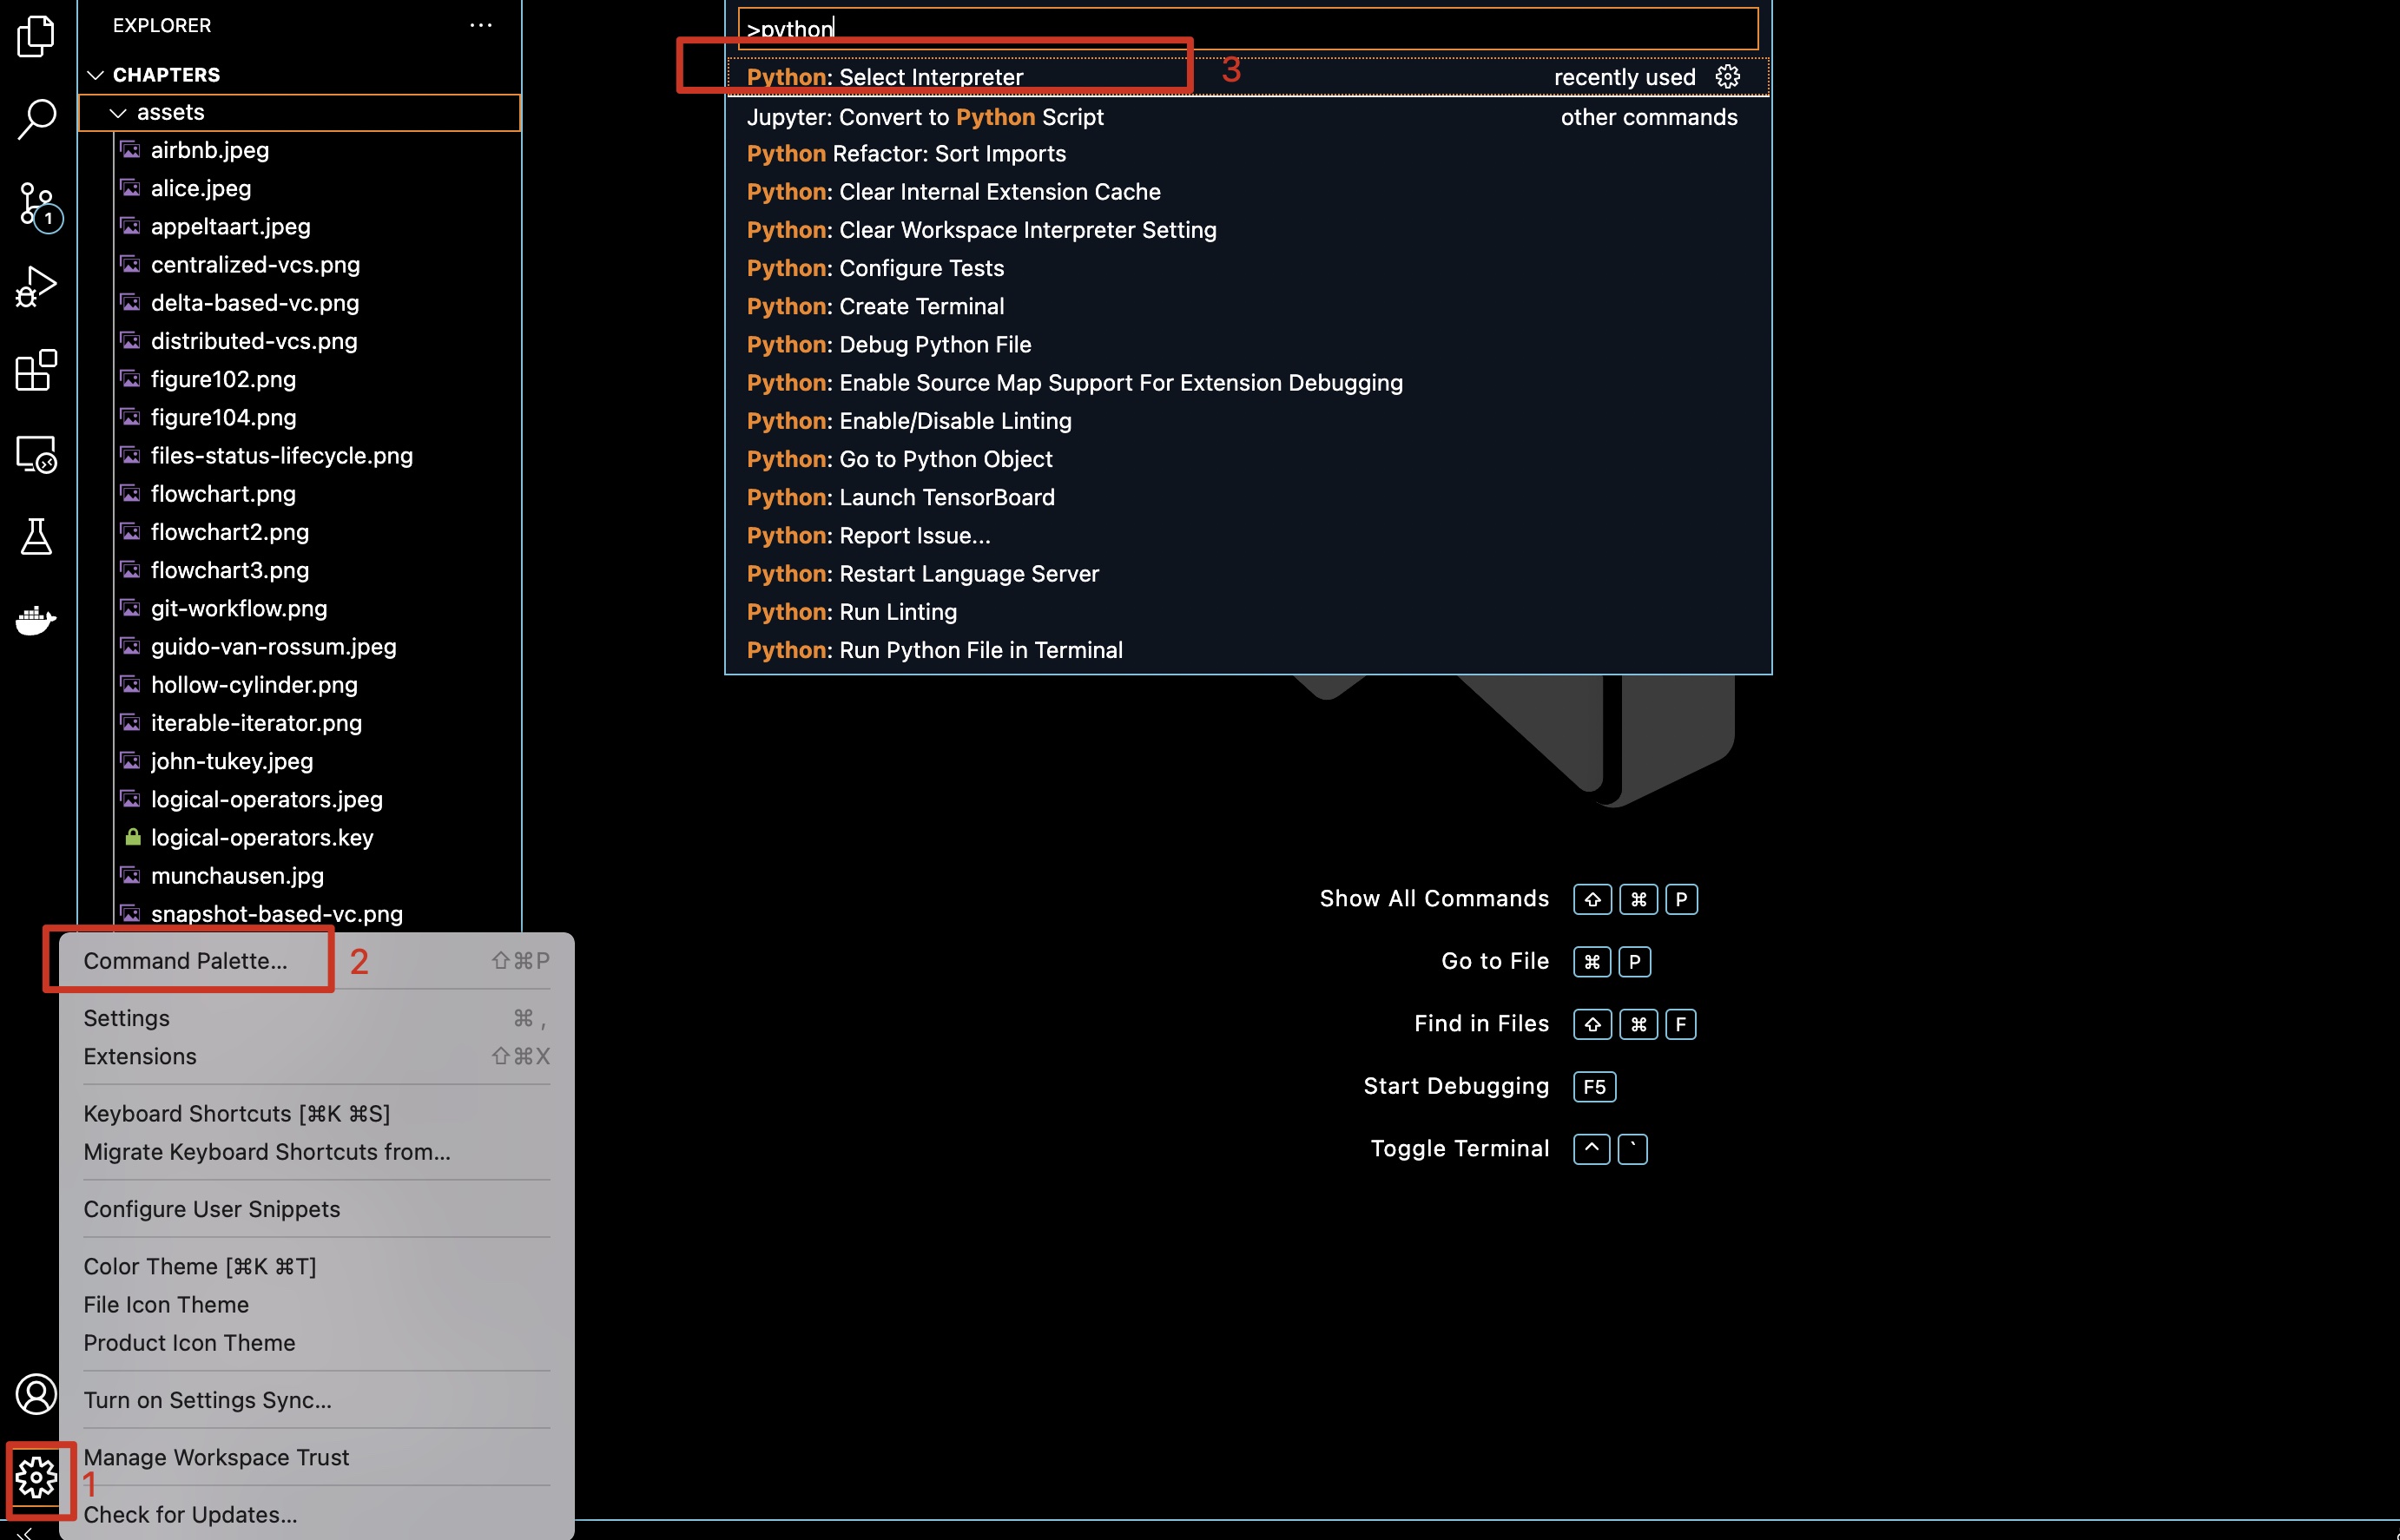 EXPLORER
CHAPTERS
assets
airbnb.jpeg
alice.jpeg
appeltaart.jpeg
centralized-vcs.png
delta-based-vc.png
distributed-vcs.png
figure102.png
figure104.png
files-status-lifecycle.png
flowchart.png
flowchart2.png
flowchart3.png
git-workflow.png
guido-van-rossum.jpeg
hollow-cylinder.png
iterable-iterator.png
john-tukey.jpeg
logical-operators.jpeg
logical-operators.key
munchausen.jpg
snapshot-based-vc.png
1
Command Palette... ⇧⌘P
2
Settings ⌘ ,
Extensions ⇧⌘X
Keyboard Shortcuts [⌘K ⌘S]
Migrate Keyboard Shortcuts from...
Configure User Snippets
Color Theme [⌘K ⌘T]
File Icon Theme
Product Icon Theme
Turn on Settings Sync...
Manage Workspace Trust
1
Check for Updates...
>python
Python: Select Interpreter recently used
3
Jupyter: Convert to Python Script other commands
Python Refactor: Sort Imports
Python: Clear Internal Extension Cache
Python: Clear Workspace Interpreter Setting
Python: Configure Tests
Python: Create Terminal
Python: Debug Python File
Python: Enable Source Map Support For Extension Debugging
Python: Enable/Disable Linting
Python: Go to Python Object
Python: Launch TensorBoard
Python: Report Issue...
Python: Restart Language Server
Python: Run Linting
Python: Run Python File in Terminal
Show All Commands ⇧ ⌘ P
Go to File ⌘ P
Find in Files ⇧ ⌘ F
Start Debugging F5
Toggle Terminal ^ `